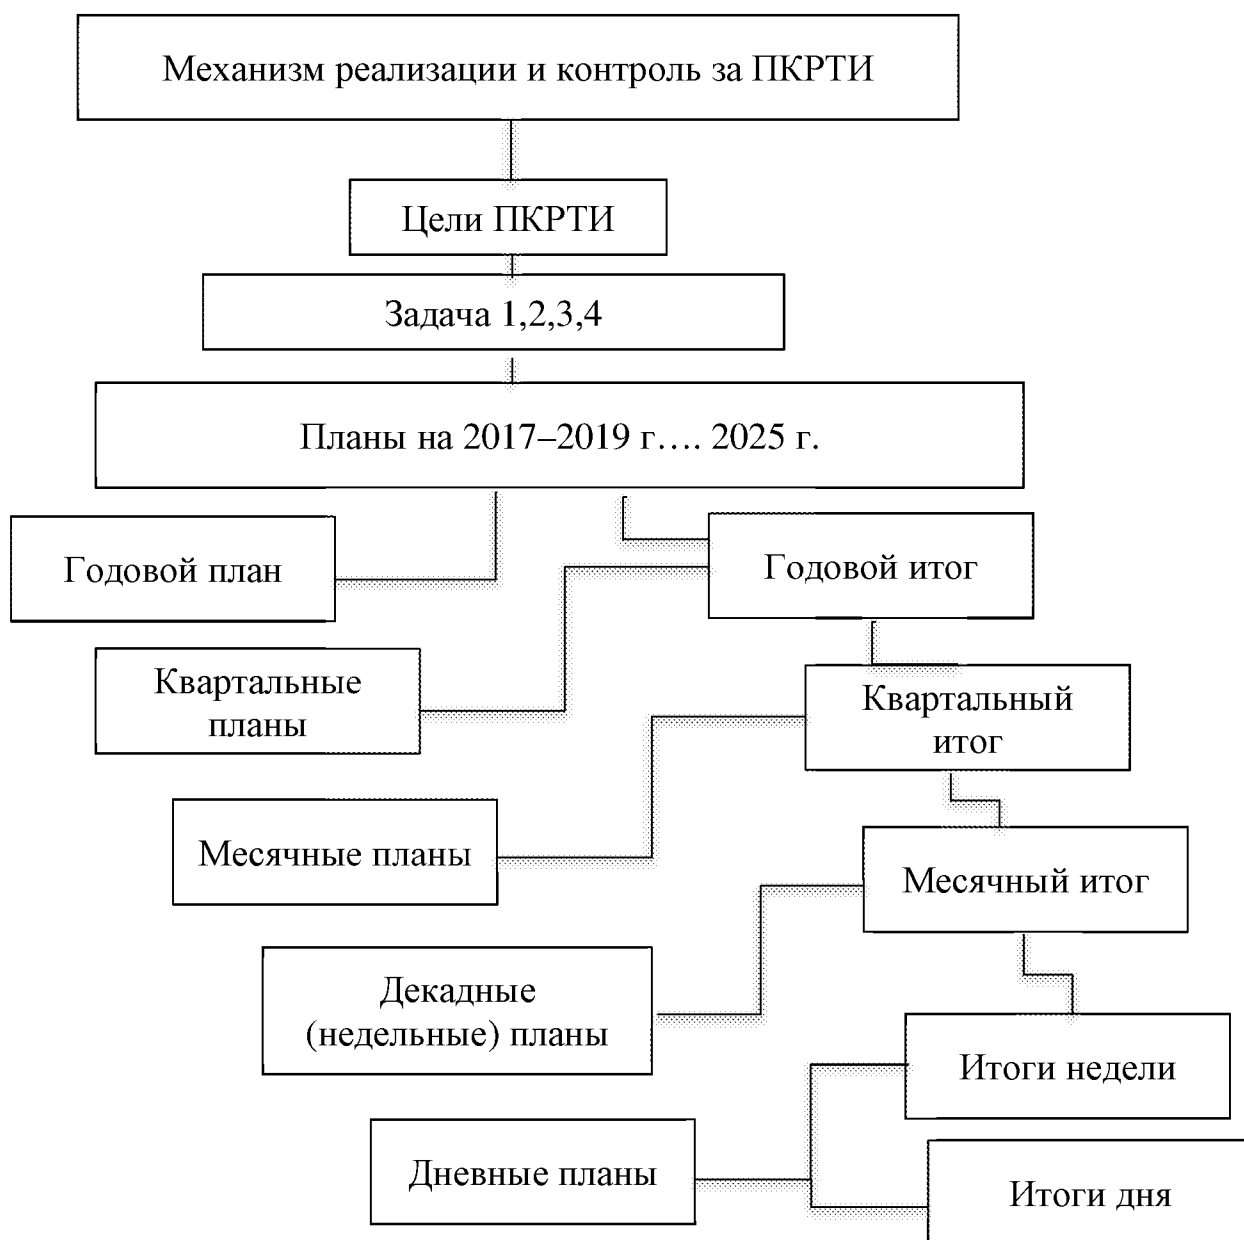 Механизм реализации и контроль за ПКРТИ
Цели ПКРТИ
Задача 1,2,3,4
Планы на 2017–2019 г…. 2025 г.
Годовой план
Годовой итог
Квартальные
планы
Квартальный
итог
Месячные планы
Месячный итог
Декадные
(недельные) планы
Итоги недели
Дневные планы
Итоги дня